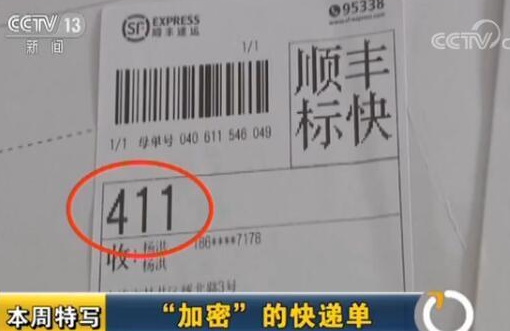 CCTV 13
新闻
SF EXPRESS
顺丰速运
95338
CCTV
1/1
顺丰
标快
1/1 母单号 040 611 546 049
411
收: 杨洪 186****7178
杨洪
本周特写
“加密”的快递单